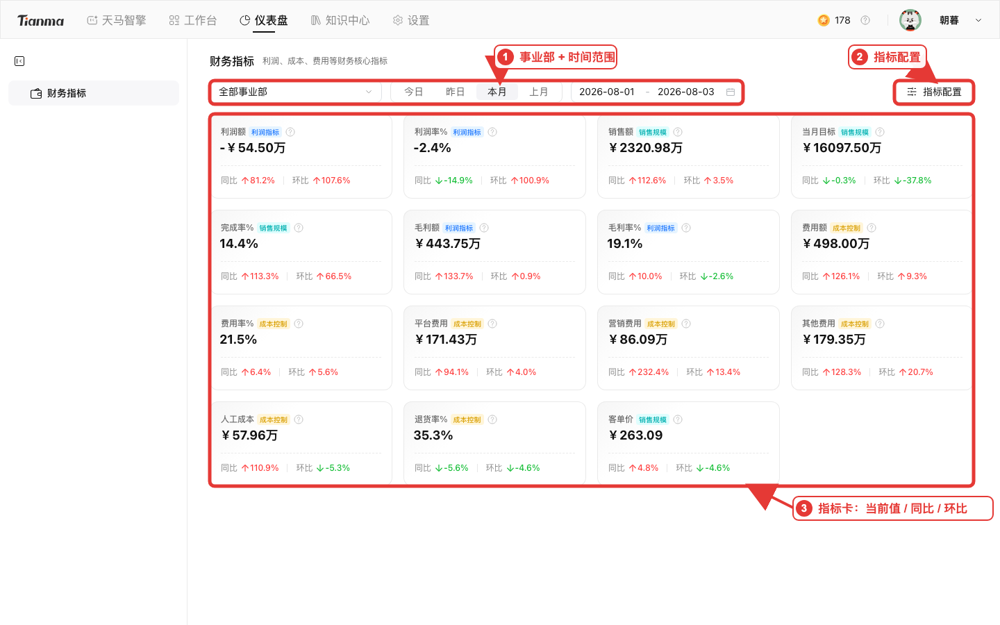 Tianma 天马智擎 工作台 仪表盘 知识中心 设置 178 朝暮
财务指标
财务指标 利润、成本、费用等财务核心指标
1 事业部 + 时间范围
2 指标配置
全部事业部 今日 昨日 本月 上月 2026-08-01 - 2026-08-03 指标配置
利润额 利润指标
-￥54.50万
同比 ↑81.2% 环比 ↑107.6%
利润率% 利润指标
-2.4%
同比 ↓-14.9% 环比 ↑100.9%
销售额 销售规模
￥2320.98万
同比 ↑112.6% 环比 ↑3.5%
当月目标 销售规模
￥16097.50万
同比 ↓-0.3% 环比 ↓-37.8%
完成率% 销售规模
14.4%
同比 ↑113.3% 环比 ↑66.5%
毛利额 利润指标
￥443.75万
同比 ↑133.7% 环比 ↑0.9%
毛利率% 利润指标
19.1%
同比 ↑10.0% 环比 ↓-2.6%
费用额 成本控制
￥498.00万
同比 ↑126.1% 环比 ↑9.3%
费用率% 成本控制
21.5%
同比 ↑6.4% 环比 ↑5.6%
平台费用 成本控制
￥171.43万
同比 ↑94.1% 环比 ↑4.0%
营销费用 成本控制
￥86.09万
同比 ↑232.4% 环比 ↑13.4%
其他费用 成本控制
￥179.35万
同比 ↑128.3% 环比 ↑20.7%
人工成本 成本控制
￥57.96万
同比 ↑110.9% 环比 ↓-5.3%
退货率% 成本控制
35.3%
同比 ↓-5.6% 环比 ↓-4.6%
客单价 销售规模
￥263.09
同比 ↑4.8% 环比 ↓-4.6%
3 指标卡：当前值 / 同比 / 环比